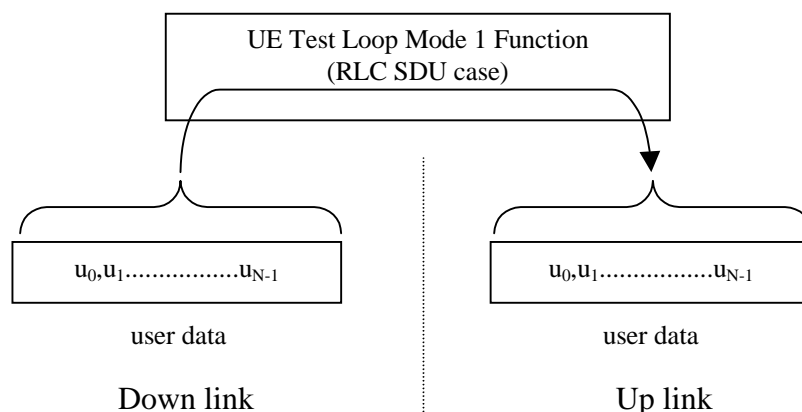 UE Test Loop Mode 1 Function
(RLC SDU case)
u0,u1..................uN-1
u0,u1..................uN-1
user data
user data
Down link
Up link